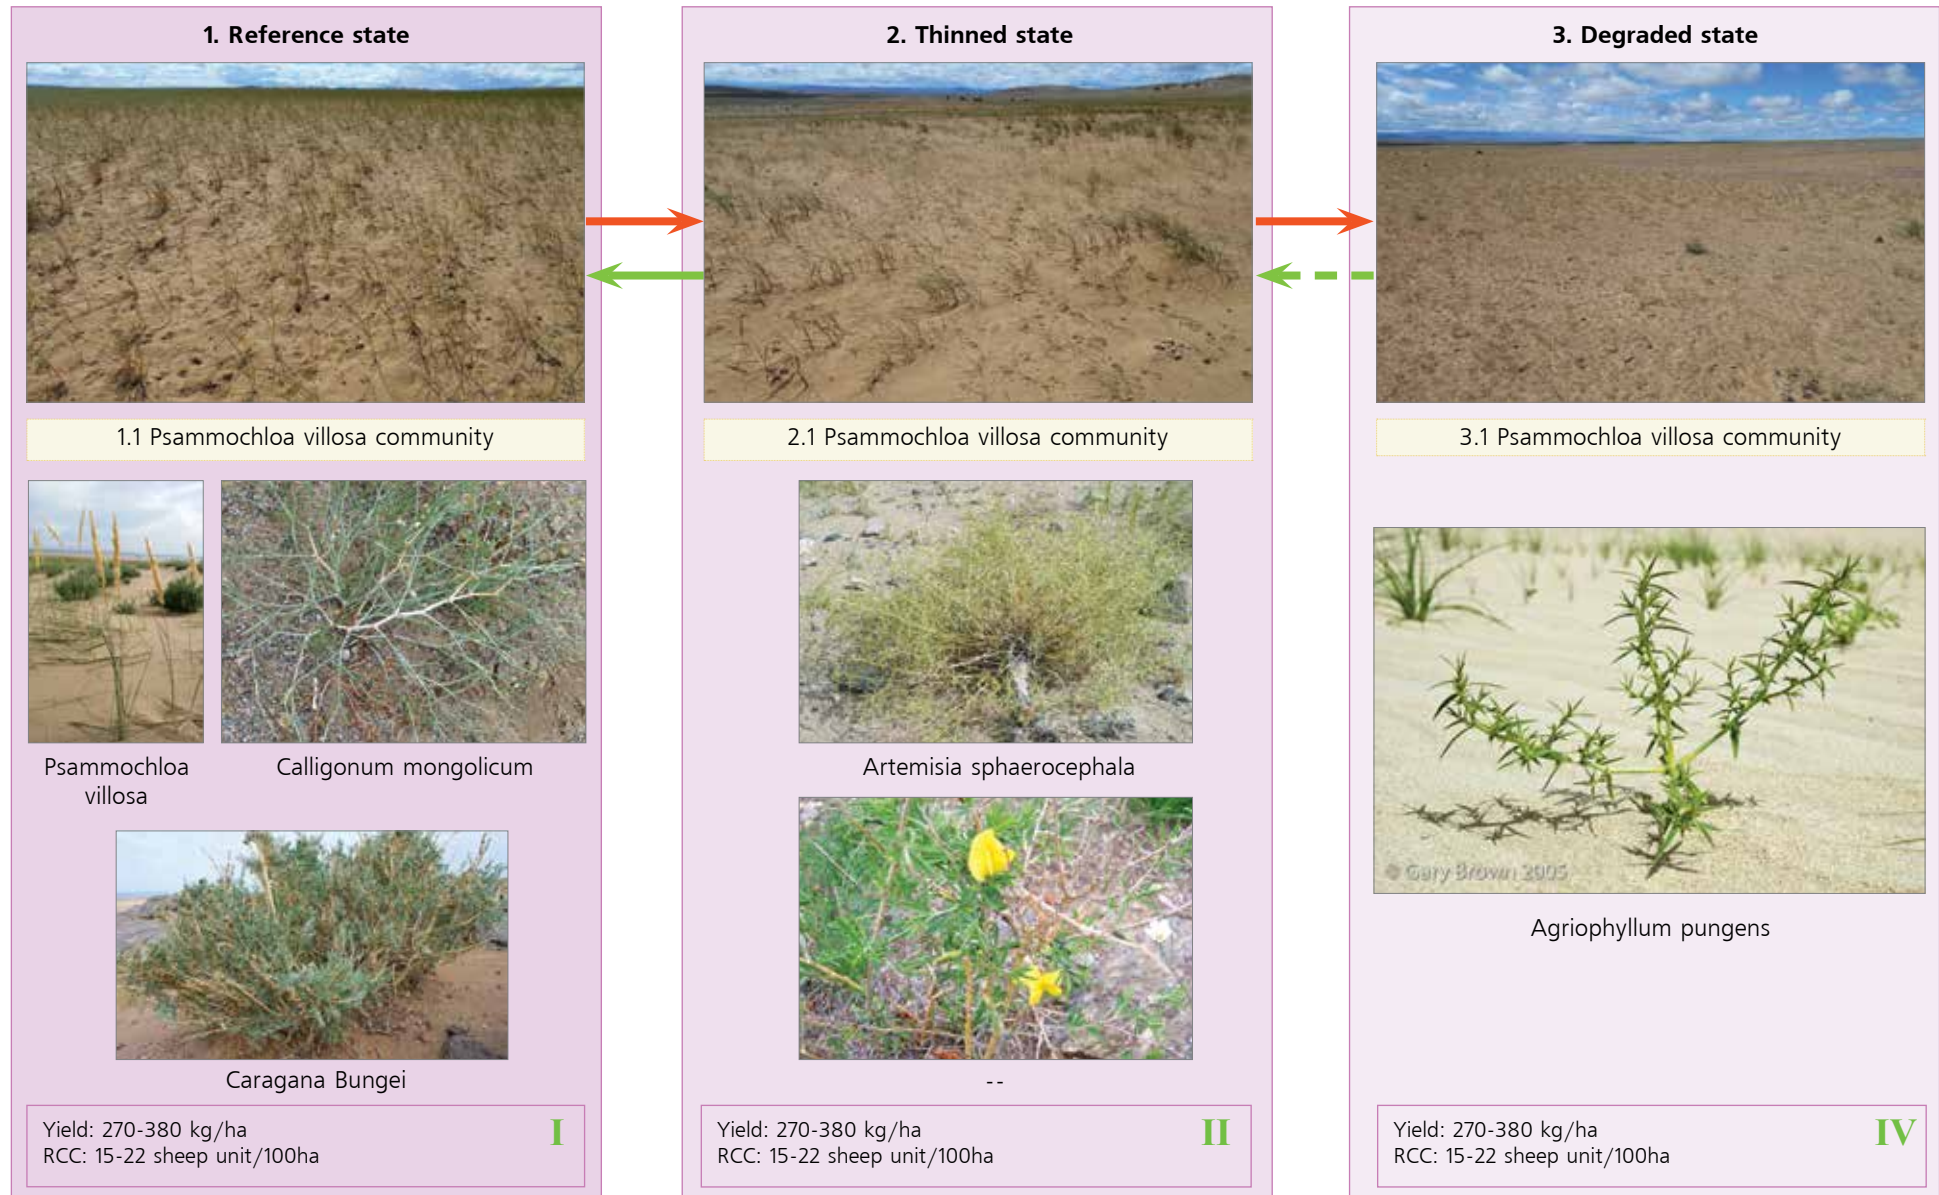 1. Reference state
1.1 Psammochloa villosa community
Psammochloa
villosa
Calligonum mongolicum
Caragana Bungei
Yield: 270-380 kg/ha
RCC: 15-22 sheep unit/100ha
I
2. Thinned state
2.1 Psammochloa villosa community
Artemisia sphaerocephala
--
Yield: 270-380 kg/ha
RCC: 15-22 sheep unit/100ha
II
3. Degraded state
3.1 Psammochloa villosa community
© Gary Brown 2005
Agriophyllum pungens
Yield: 270-380 kg/ha
RCC: 15-22 sheep unit/100ha
IV